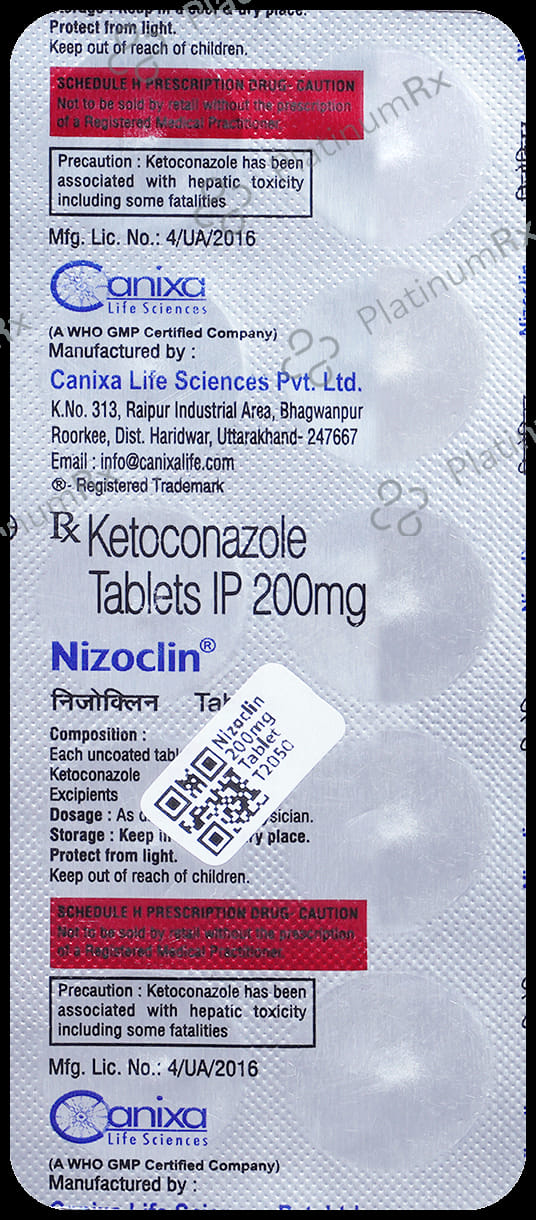 Storage : Keep in a cool & dry place.
Protect from light.
Keep out of reach of children.
SCHEDULE H PRESCRIPTION DRUG- CAUTION
Not to be sold by retail without the prescription
of a Registered Medical Practitioner.
Precaution : Ketoconazole has been
associated with hepatic toxicity
including some fatalities
Mfg. Lic. No.: 4/UA/2016
Canixa
Life Sciences
(A WHO GMP Certified Company)
Manufactured by :
Canixa Life Sciences Pvt. Ltd.
K.No. 313, Raipur Industrial Area, Bhagwanpur
Roorkee, Dist. Haridwar, Uttarakhand- 247667
Email : info@canixalife.com
®- Registered Trademark
Rx Ketoconazole
Tablets IP 200mg
Nizoclin®
निजोक्लिन
Nizoclin
200mg
Tablet
T2050
Composition :
Each uncoated
Ketoconazole
Excipients
Dosage : As
Storage : Keep place.
Protect from light.
Keep out of reach of children.
SCHEDULE H PRESCRIPTION DRUG- CAUTION
Not to be sold by retail without the prescription
of a Registered Medical Practitioner.
Precaution : Ketoconazole has been
associated with hepatic toxicity
including some fatalities
Mfg. Lic. No.: 4/UA/2016
Canixa
Life Sciences
(A WHO GMP Certified Company)
Manufactured by :
PlatinumRx
PlatinumRx